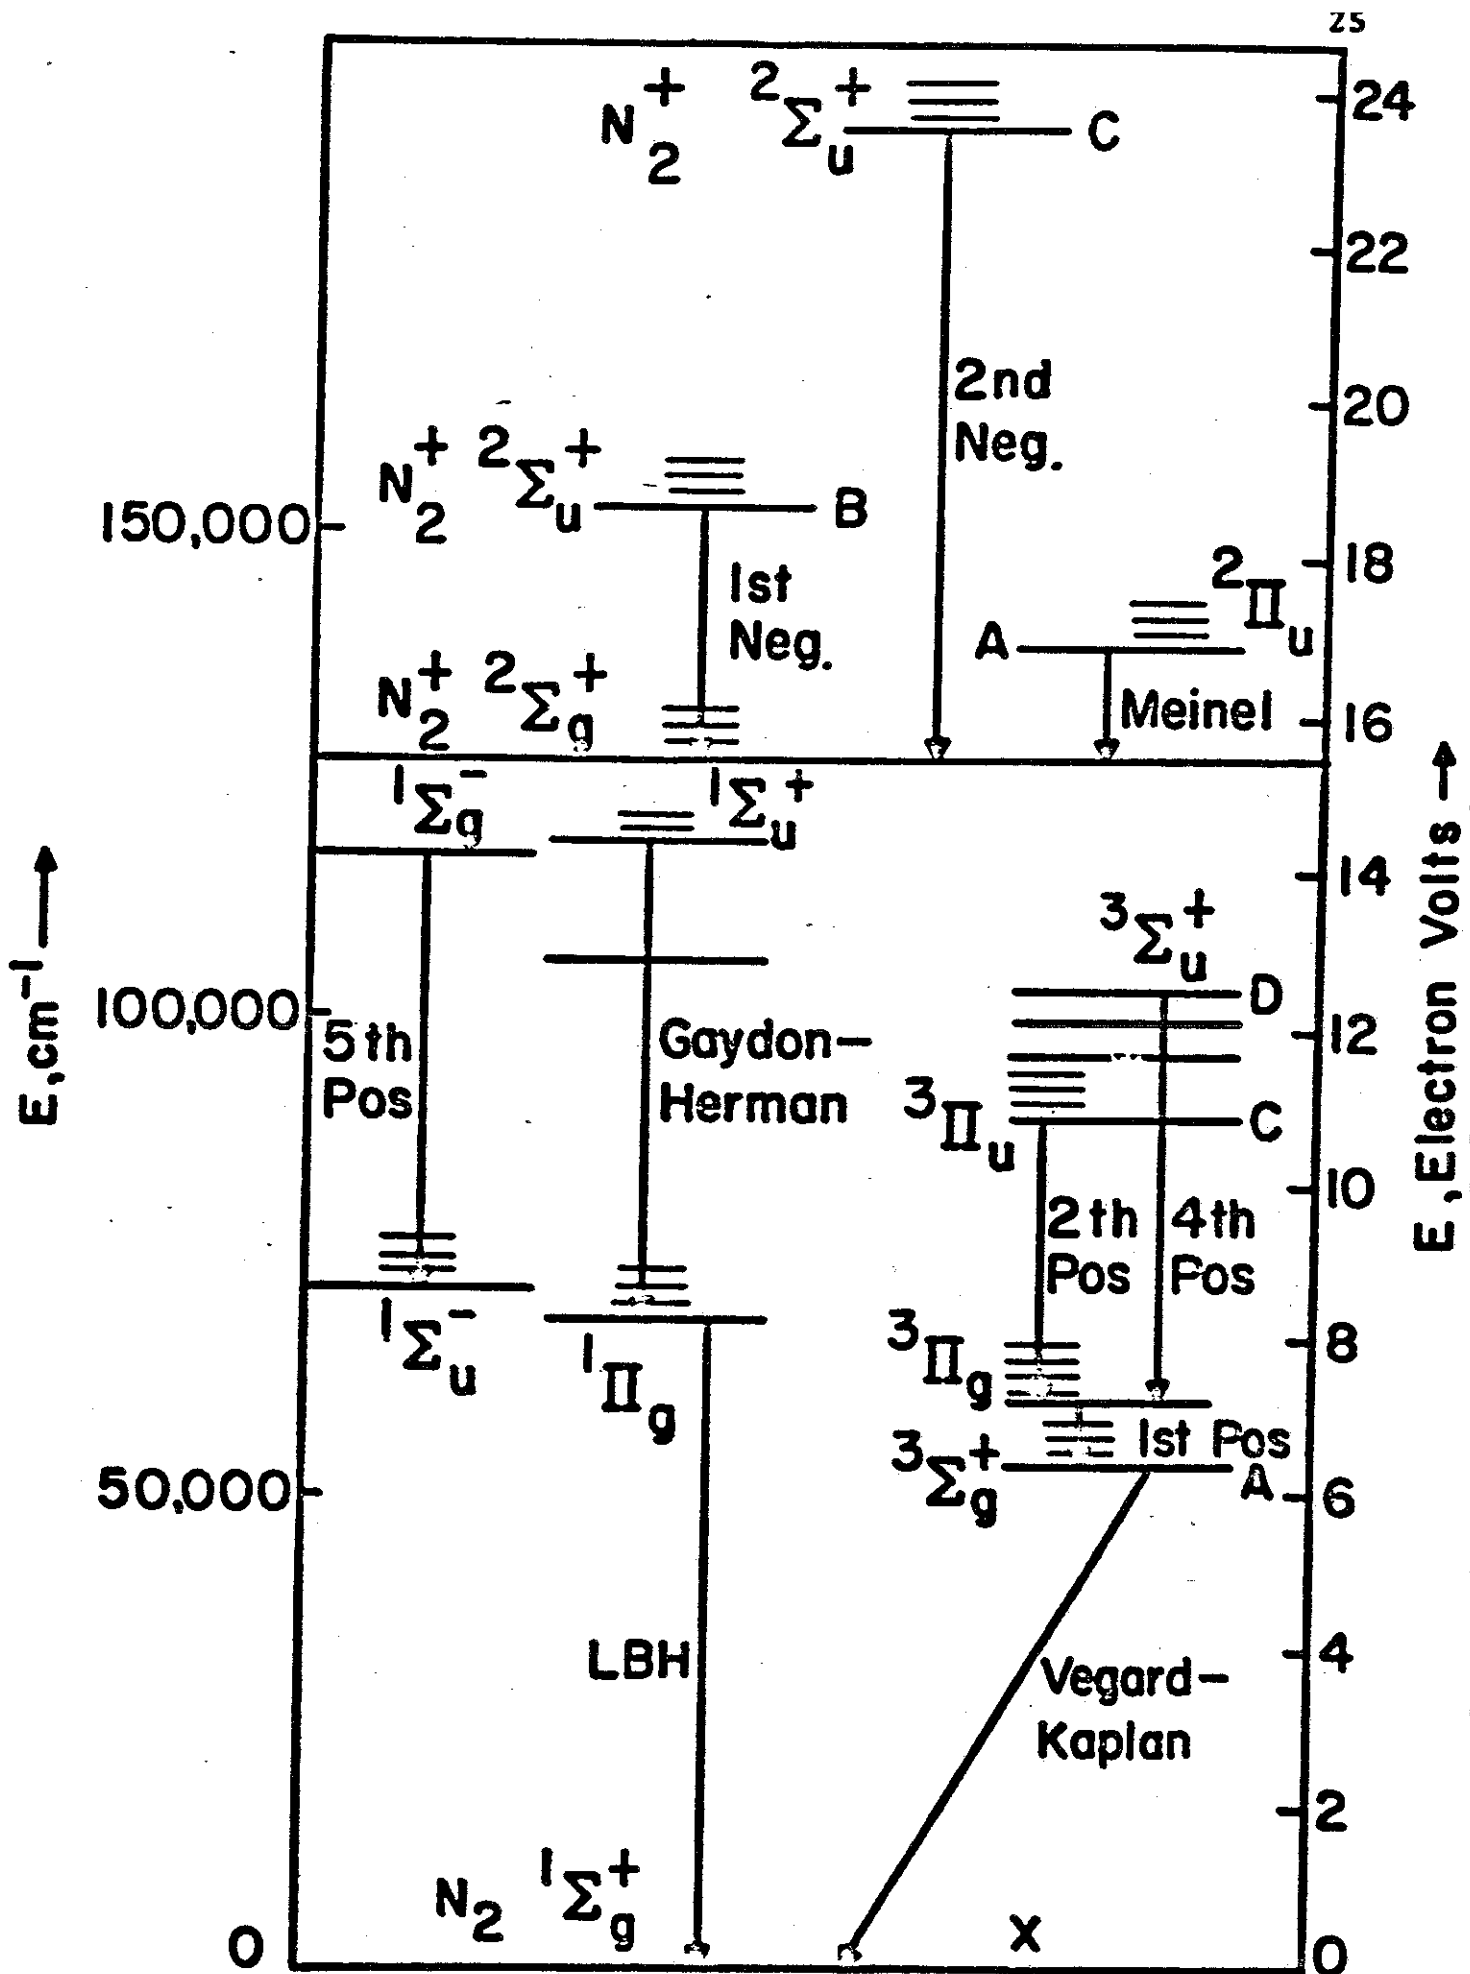 25
N₂⁺ ²Σᵤ⁺ C
24
22
2nd
Neg.
20
N₂⁺ ²Σᵤ⁺ B
150,000
18
1st
Neg.
²Πᵤ
A
Meinel
16
N₂⁺ ²Σg⁺
¹Σg⁻
¹Σᵤ⁺
14
³Σᵤ⁺
D
100,000
12
5th
Pos
Gaydon-
Herman
³Πᵤ
C
E,cm⁻¹
E,Electron Volts
10
2th
Pos
4th
Pos
¹Σᵤ⁻
¹Πg
³Πg
8
1st Pos
³Σg⁺
A
50,000
6
LBH
4
Vegard-
Kaplan
2
N₂ ¹Σg⁺
X
0
0